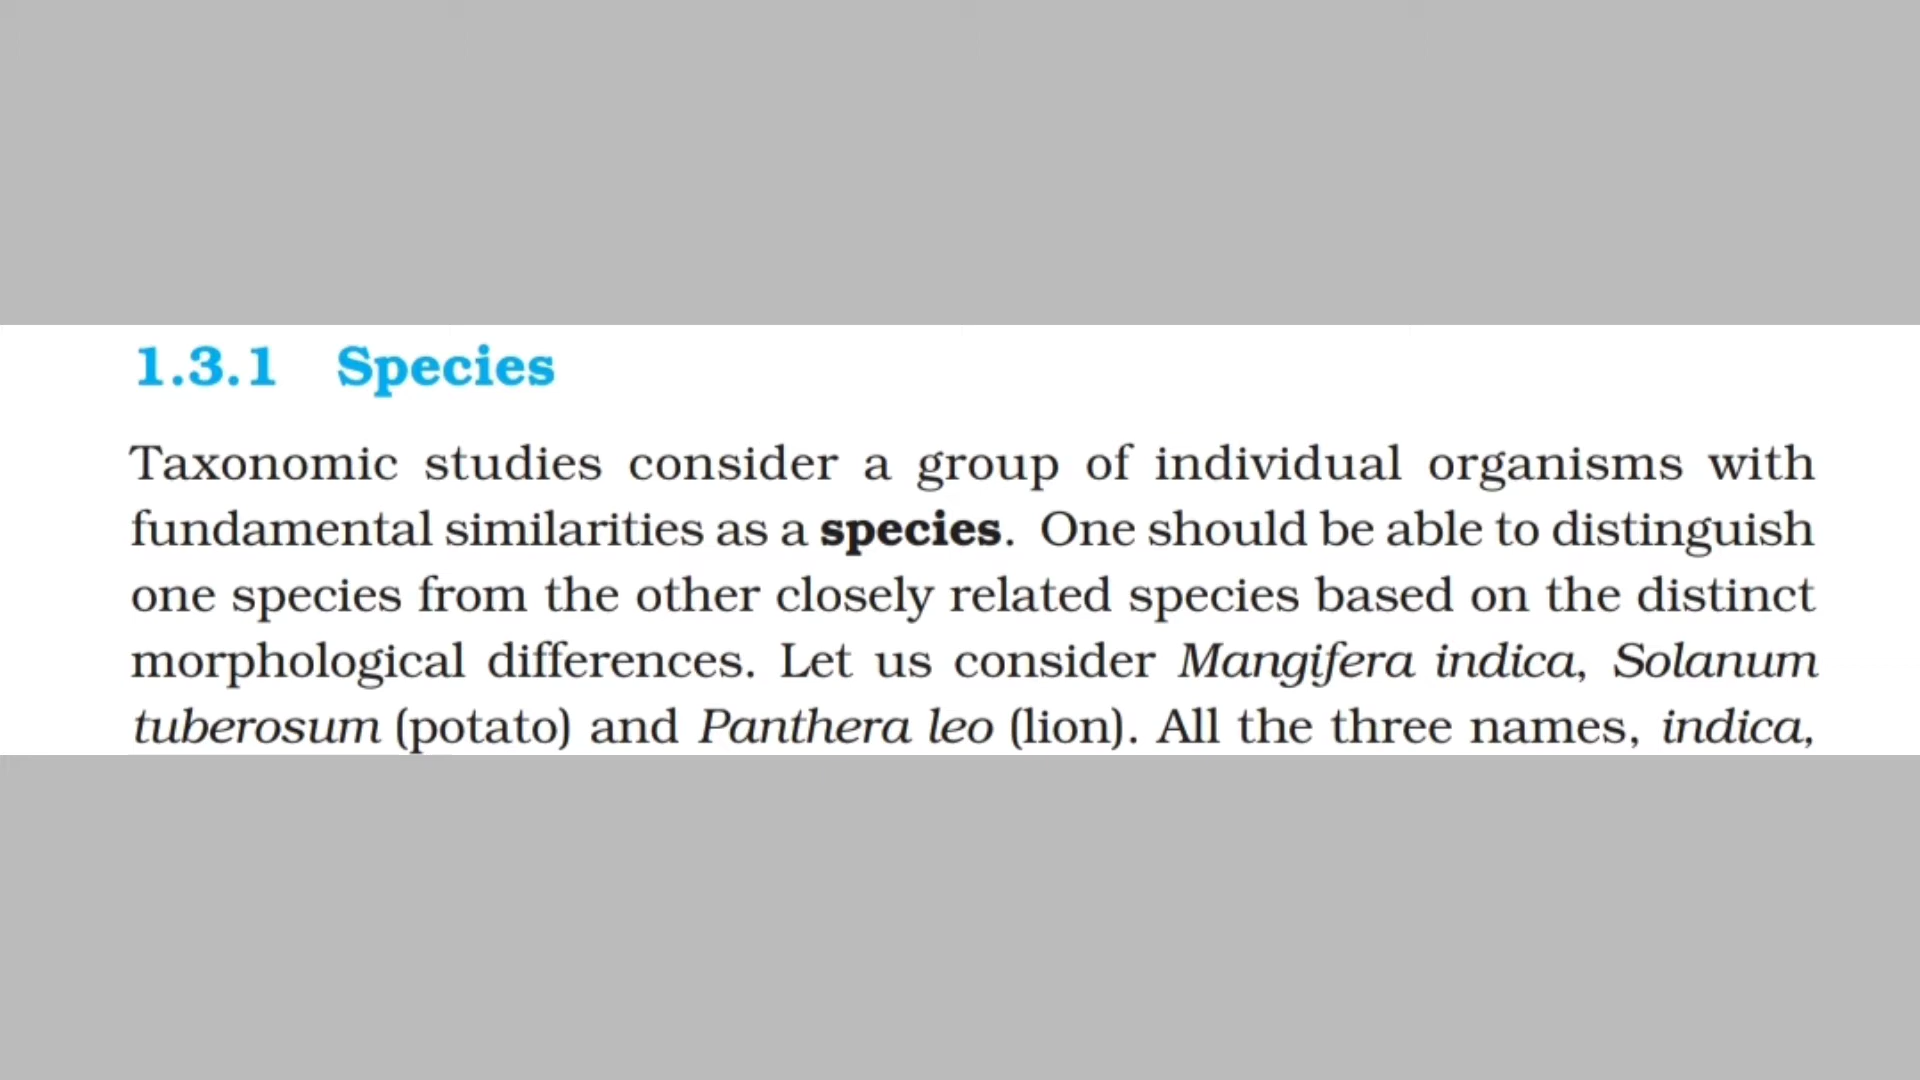 1.3.1 Species
Taxonomic studies consider a group of individual organisms with
fundamental similarities as a species. One should be able to distinguish
one species from the other closely related species based on the distinct
morphological differences. Let us consider Mangifera indica, Solanum
tuberosum (potato) and Panthera leo (lion). All the three names, indica,